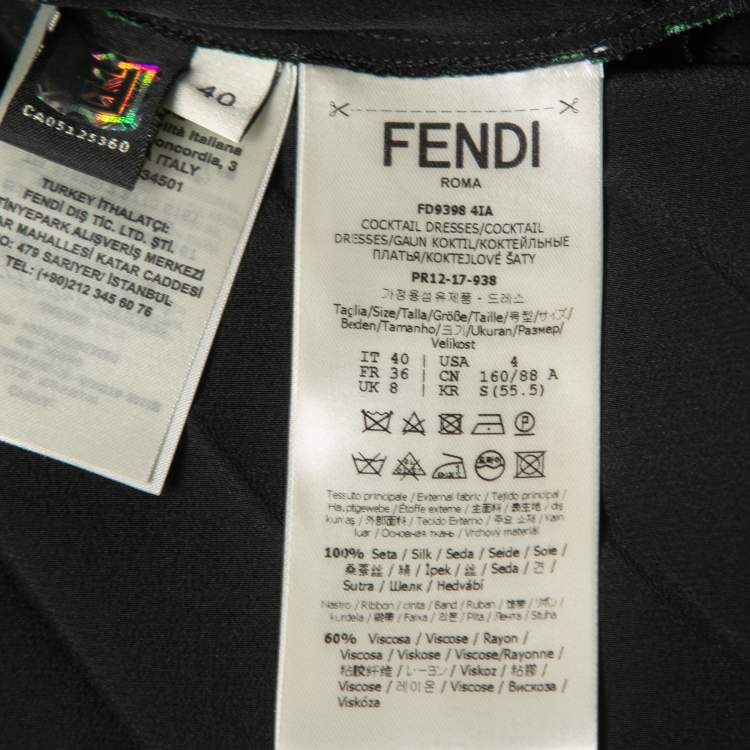 40
CA05125360
Italiana
oncordia, 3
ITALY
34501
TURKEY İTHALATÇI:
FENDİ DIŞ TİC. LTD. ŞTİ.
TİNYEPARK ALIŞVERİŞ MERKEZİ
AR MAHALLESİ KATAR CADDESİ
O: 479 SARIYER/ İSTANBUL
TEL: (+90)212 345 60 76
FENDI
ROMA
FD9398 4IA
COCKTAIL DRESSES/COCKTAIL
DRESSES/GAUN KOKTIL/КОКТЕЙЛЬНЫЕ
ПЛАТЬЯ/KOKTEJLOVÉ ŠATY
PR12-17-938
가정용섬유제품 - 드레스
Taglia/Size/Talla/Größe/Taille/号型/サイズ/
Beden/Tamanho/크기/Ukuran/Размер/
Velikost
IT 40 | USA 4
FR 36 | CN 160/88 A
UK 8 | KR S(55.5)
Tessuto principale / External fabric / Tejido principal /
Hauptgewebe / Étoffe externe / 主面料 / 表生地 / dış
kumaş / 外部面料 / Tecido Externo / 주요 소재 / Kain
luar / Основная ткань / Vrchový materiál
100% Seta / Silk / Seda / Seide / Soie /
桑蚕丝 / 絹 / İpek / 丝 / Seda / 견 /
Sutra / Шелк / Hedvábí
Nastro / Ribbon / cinta / Band / Ruban / 饰带 / リボン /
kurdela / 緞帶 / Faixa / 리본 / Pita / Лента / Stuha
60% Viscosa / Viscose / Rayon /
Viscosa / Viskose / Viscose/Rayonne /
粘胶纤维 / レーヨン / Viskoz / 粘膠 /
Viscose / 레이온 / Viscose / Вискоза /
Viskóza